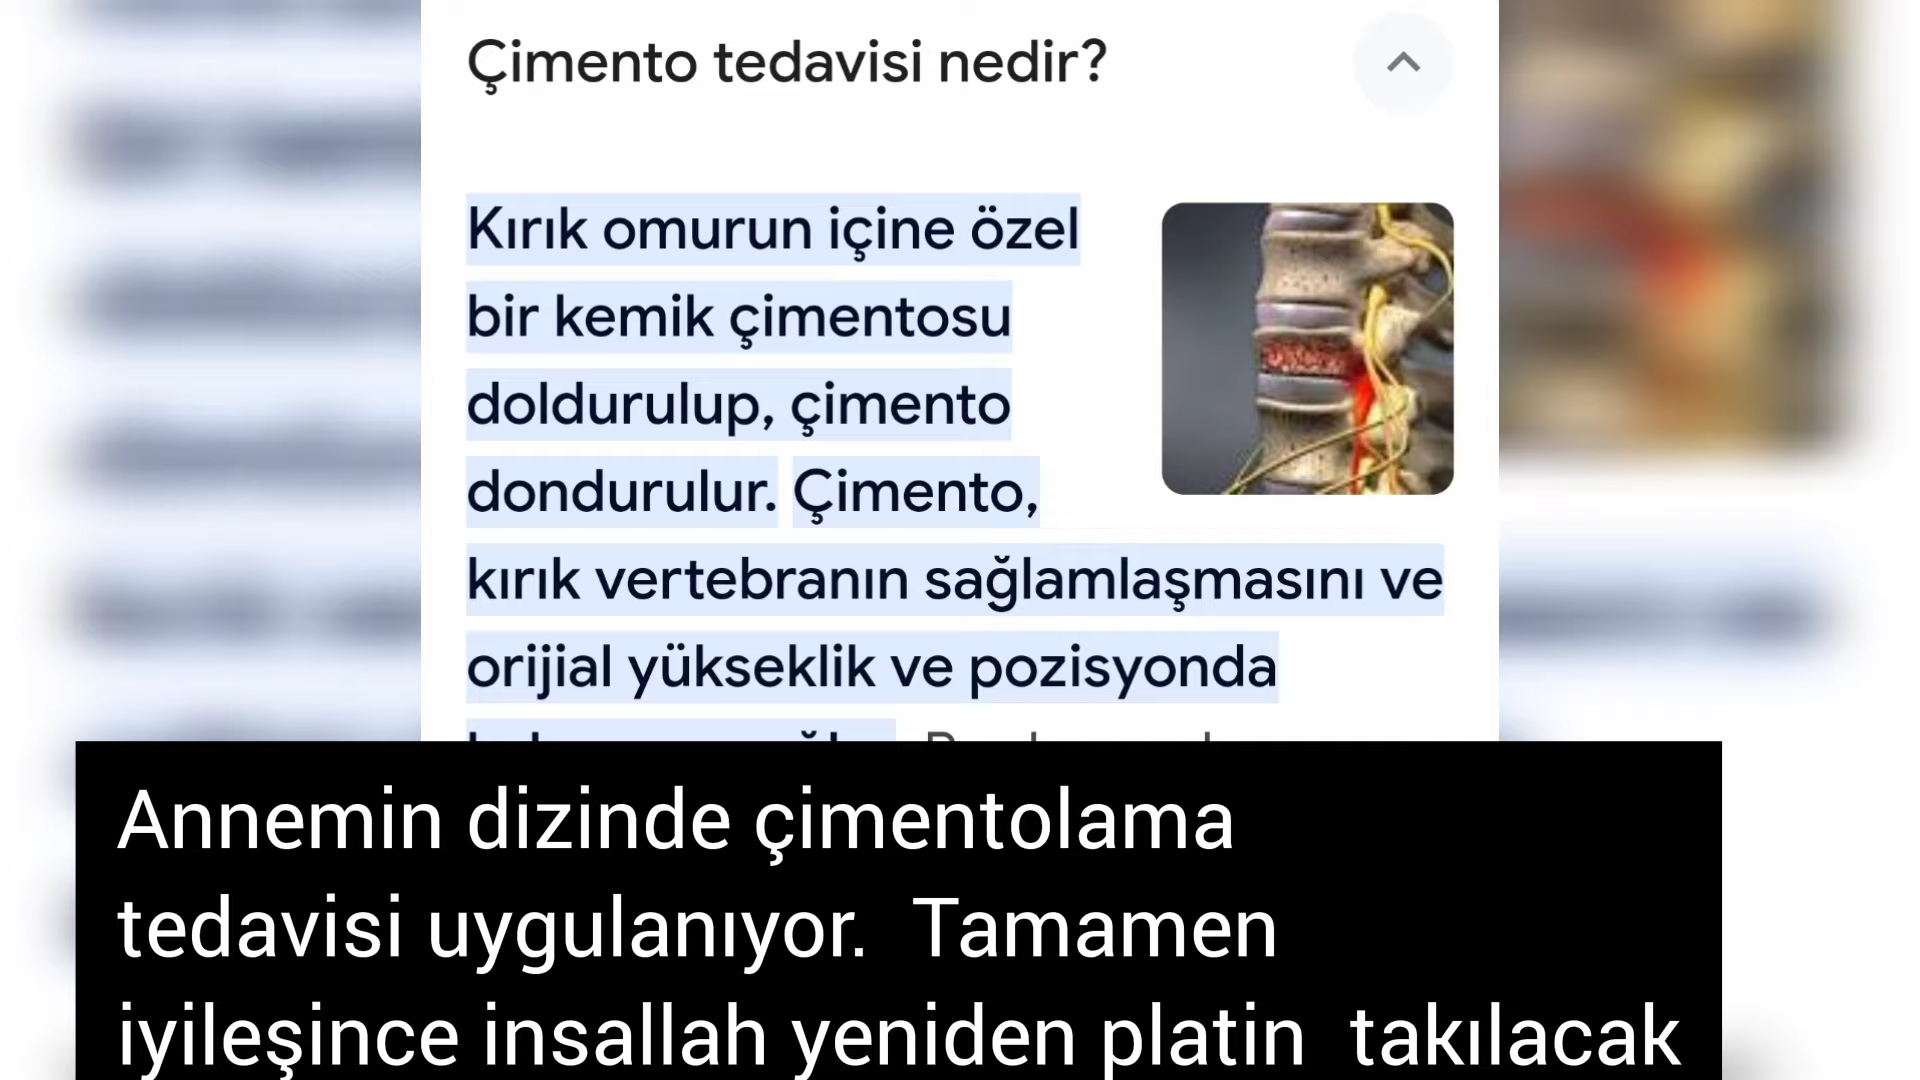 Çimento tedavisi nedir?
Kırık omurun içine özel
bir kemik çimentosu
doldurulup, çimento
dondurulur. Çimento,
kırık vertebranın sağlamlaşmasını ve
orijial yükseklik ve pozisyonda
Annemin dizinde çimentolama
tedavisi uygulanıyor. Tamamen
iyileşince insallah yeniden platin takılacak